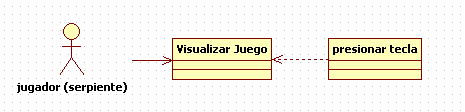 Visualizar Juego
presionar tecla
jugador (serpiente)